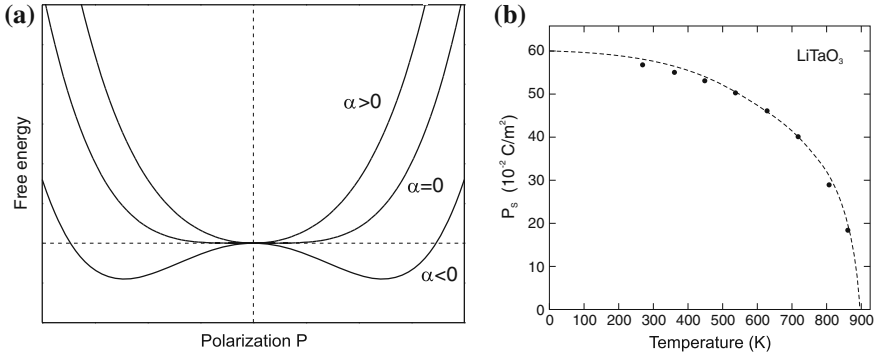 (a)
Free energy
α>0
α=0
α<0
Polarization P
(b)
LiTaO₃
Pₛ (10⁻² C/m²)
60
50
40
30
20
10
0
0 100 200 300 400 500 600 700 800 900
Temperature (K)